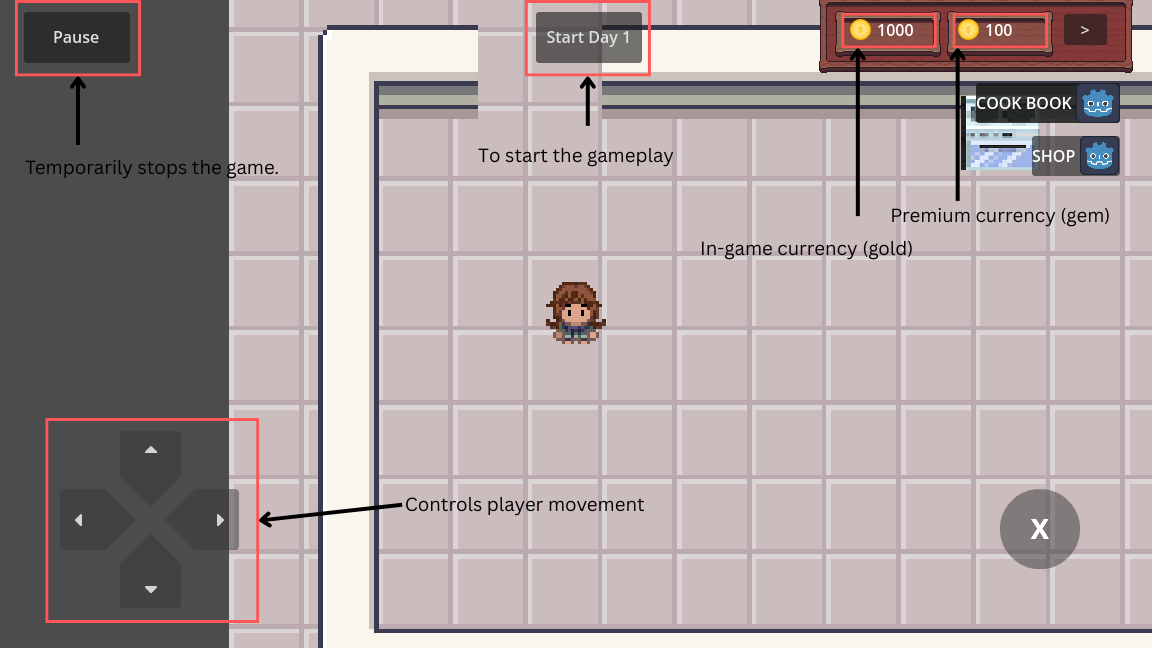 Pause
Start Day 1
1000
100
>
COOK BOOK
SHOP
To start the gameplay
Temporarily stops the game.
Premium currency (gem)
In-game currency (gold)
Controls player movement
X